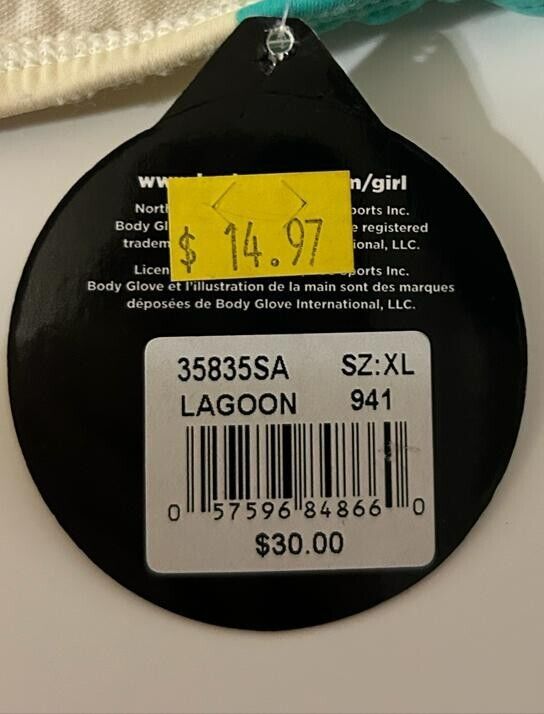 ww m/girl
North ports Inc.
Body Gl e registered
tradem ional, LLC.
$ 14.97
Licen Sports Inc.
Body Glove et l'illustration de la main sont des marques
déposées de Body Glove International, LLC.
35835SA SZ:XL
LAGOON 941
0 57596 84866 0
$30.00